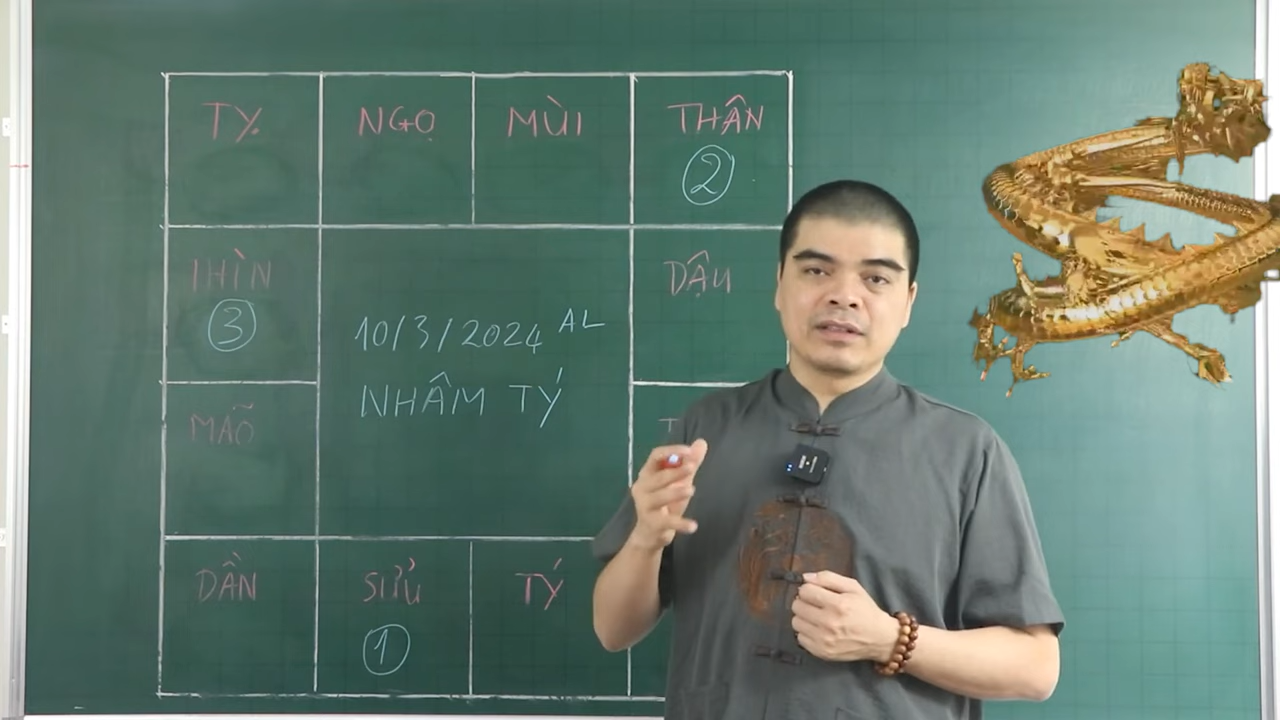 TỴ NGỌ MÙI THÂN
②
THÌN DẬU
③
10/3/2024 AL
NHÂM TÝ
MÃO T
DẦN SỬU TÝ
①